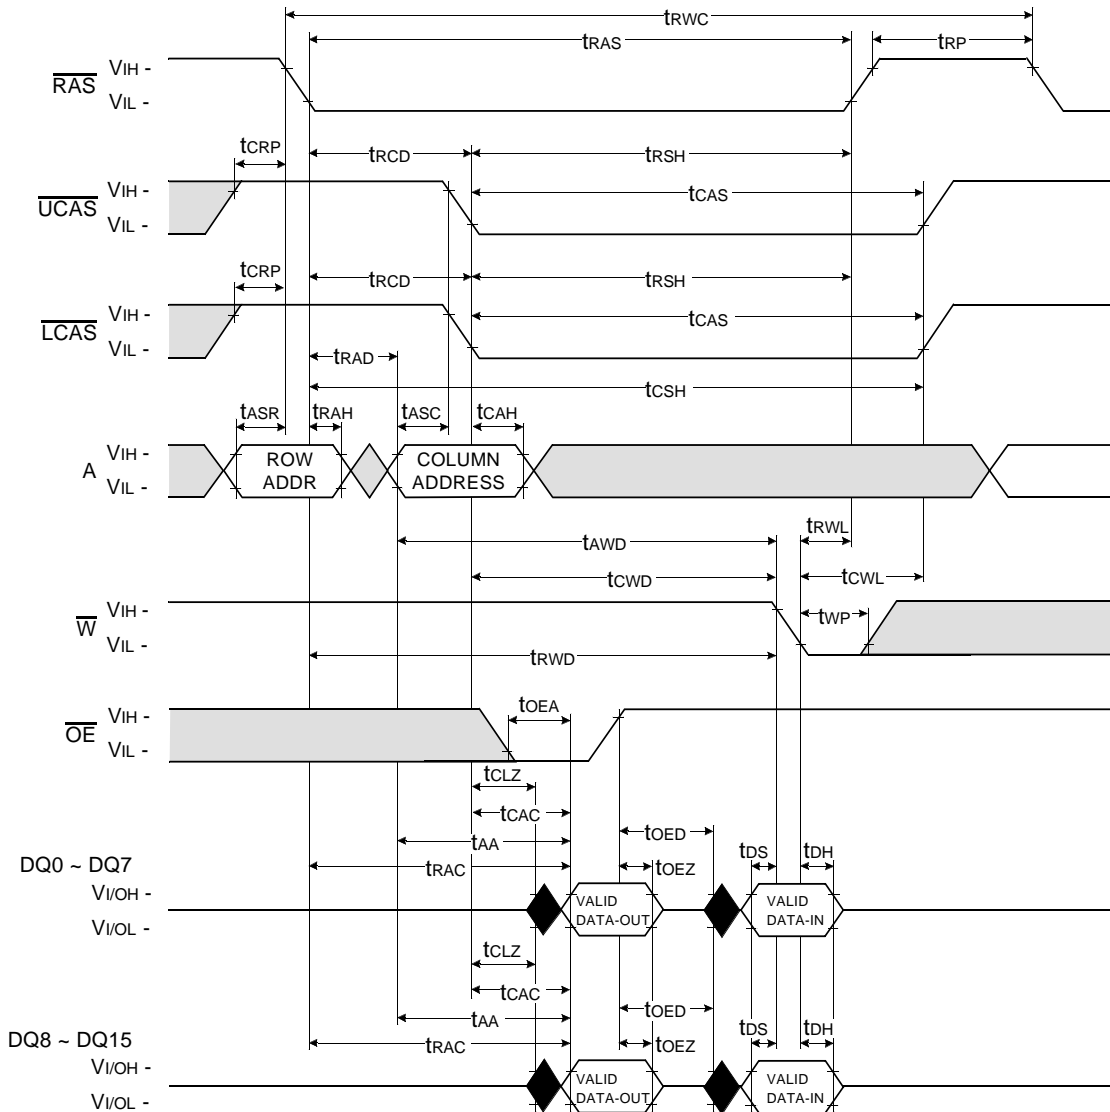 tRWC
tRAS
tRP
RAS
VIH -
VIL -
tCRP
tRCD
tRSH
UCAS
VIH -
VIL -
tCAS
tCRP
tRCD
tRSH
LCAS
VIH -
VIL -
tCAS
tRAD
tCSH
tASR
tRAH
tASC
tCAH
A
VIH -
VIL -
ROW
ADDR
COLUMN
ADDRESS
tRWL
tAWD
tCWD
tCWL
W
VIH -
VIL -
tWP
tRWD
OE
VIH -
VIL -
tOEA
tCLZ
tCAC
tOED
tAA
tDS
tDH
DQ0 ~ DQ7
tRAC
tOEZ
VI/OH -
VI/OL -
VALID
DATA-OUT
VALID
DATA-IN
tCLZ
tCAC
tOED
tAA
tDS
tDH
DQ8 ~ DQ15
tRAC
tOEZ
VI/OH -
VI/OL -
VALID
DATA-OUT
VALID
DATA-IN